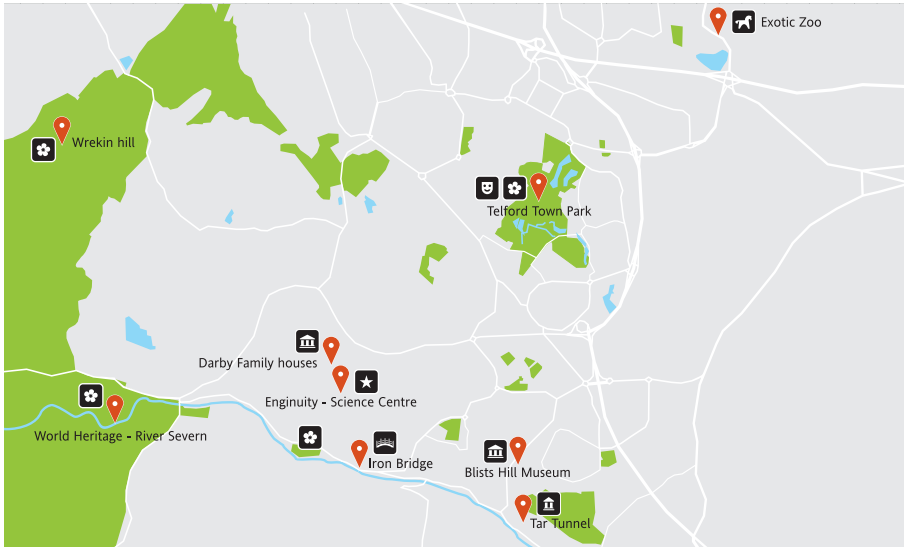 Exotic Zoo
Wrekin hill
Telford Town Park
Darby Family houses
Enginuity - Science Centre
World Heritage - River Severn
Iron Bridge
Blists Hill Museum
Tar Tunnel